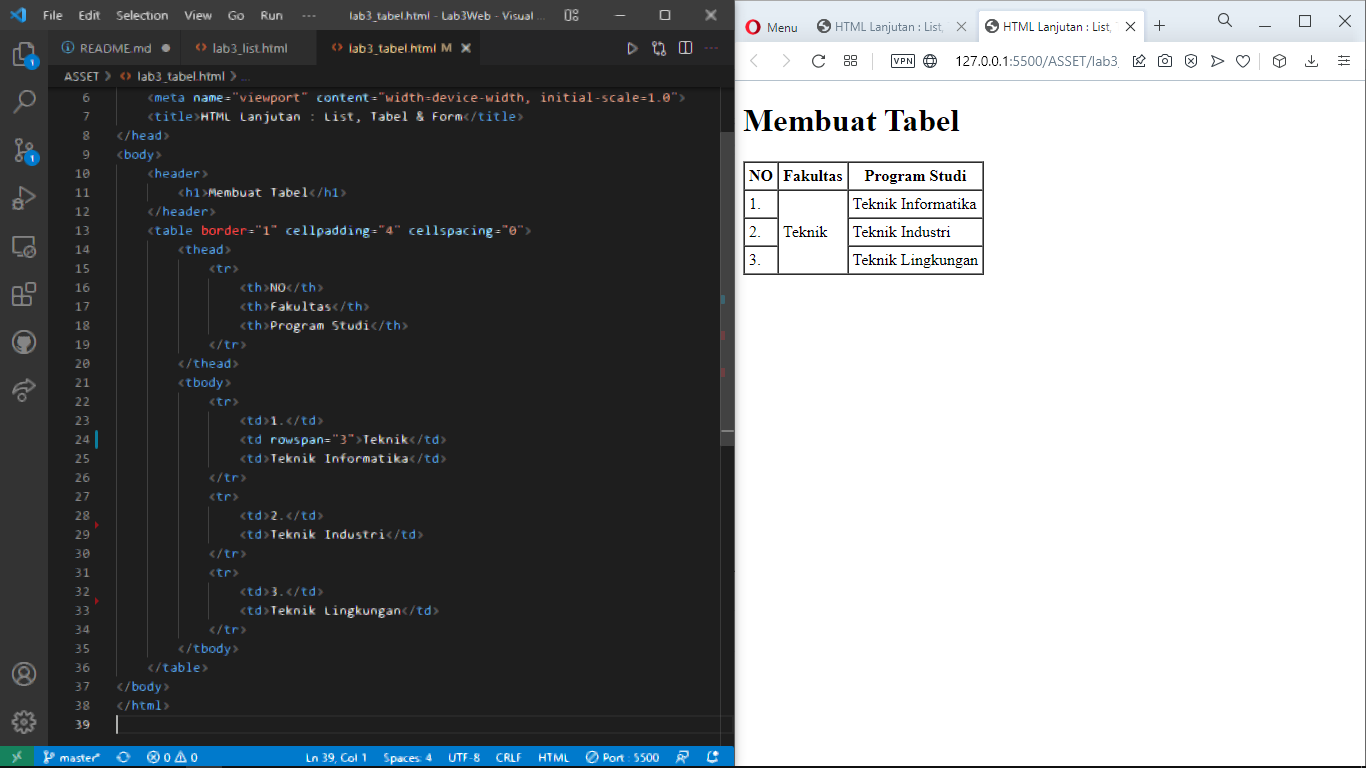 File Edit Selection View Go Run ··· lab3_tabel.html - Lab3Web - Visual ...
README.md lab3_list.html lab3_tabel.html M
ASSET > lab3_tabel.html > ...
6 <meta name="viewport" content="width=device-width, initial-scale=1.0">
7 <title>HTML Lanjutan : List, Tabel & Form</title>
8 </head>
9 <body>
10 <header>
11 <h1>Membuat Tabel</h1>
12 </header>
13 <table border="1" cellpadding="4" cellspacing="0">
14 <thead>
15 <tr>
16 <th>NO</th>
17 <th>Fakultas</th>
18 <th>Program Studi</th>
19 </tr>
20 </thead>
21 <tbody>
22 <tr>
23 <td>1.</td>
24 <td rowspan="3">Teknik</td>
25 <td>Teknik Informatika</td>
26 </tr>
27 <tr>
28 <td>2.</td>
29 <td>Teknik Industri</td>
30 </tr>
31 <tr>
32 <td>3.</td>
33 <td>Teknik Lingkungan</td>
34 </tr>
35 </tbody>
36 </table>
37 </body>
38 </html>
39
1
1
master* 0 0 Ln 39, Col 1 Spaces: 4 UTF-8 CRLF HTML Port : 5500
Menu HTML Lanjutan : List, HTML Lanjutan : List,
VPN 127.0.0.1:5500/ASSET/lab3_
Membuat Tabel
NO Fakultas Program Studi
1. Teknik Informatika
2. Teknik Teknik Industri
3. Teknik Lingkungan